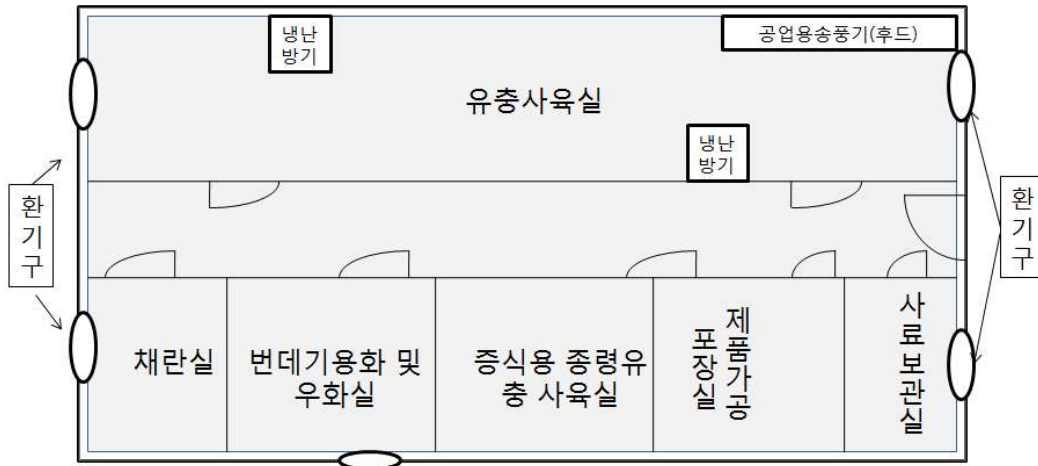 냉난
방기
공업용송풍기(후드)
유충사육실
냉난
방기
환
기
구
환
기
구
채란실
번데기용화 및
우화실
증식용 종령유
충 사육실
제품가공
포장실
사료보관실